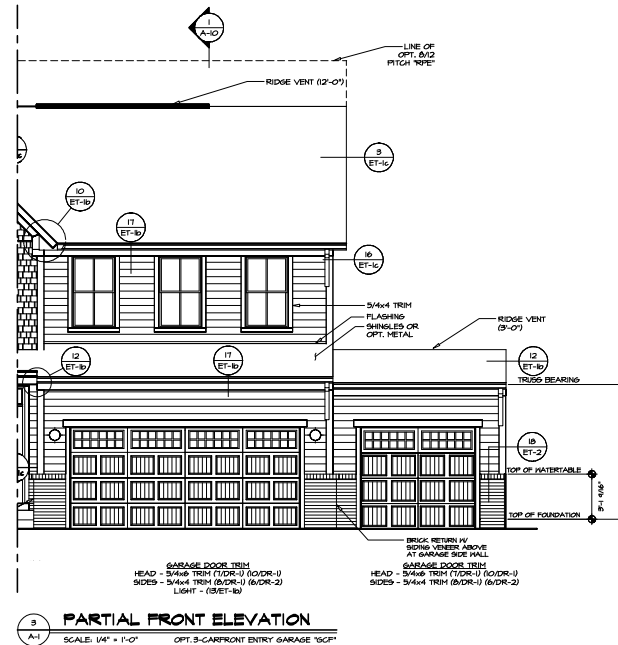 1
A-10
LINE OF
OPT. 8/12
PITCH "RPE"
RIDGE VENT (12'-0")
3
ET-1c
10
ET-1b
17
ET-1b
16
ET-1c
5/4x4 TRIM
FLASHING
SHINGLES OR
OPT. METAL
RIDGE VENT
(3'-0")
12
ET-1b
17
ET-1b
12
ET-1b
TRUSS BEARING
18
ET-2
TOP OF WATERTABLE
3'-1 9/16"
TOP OF FOUNDATION
BRICK RETURN W/
SIDING VENEER ABOVE
AT GARAGE SIDE WALL
GARAGE DOOR TRIM
HEAD - 5/4x6 TRIM (7/DR-1) (10/DR-1)
SIDES - 5/4x4 TRIM (8/DR-1) (6/DR-2)
LIGHT - (13/ET-1b)
GARAGE DOOR TRIM
HEAD - 5/4x6 TRIM (7/DR-1) (10/DR-1)
SIDES - 5/4x4 TRIM (8/DR-1) (6/DR-2)
3
A-1
PARTIAL FRONT ELEVATION
SCALE: 1/4" = 1'-0"
OPT. 3-CARFRONT ENTRY GARAGE "GCF"